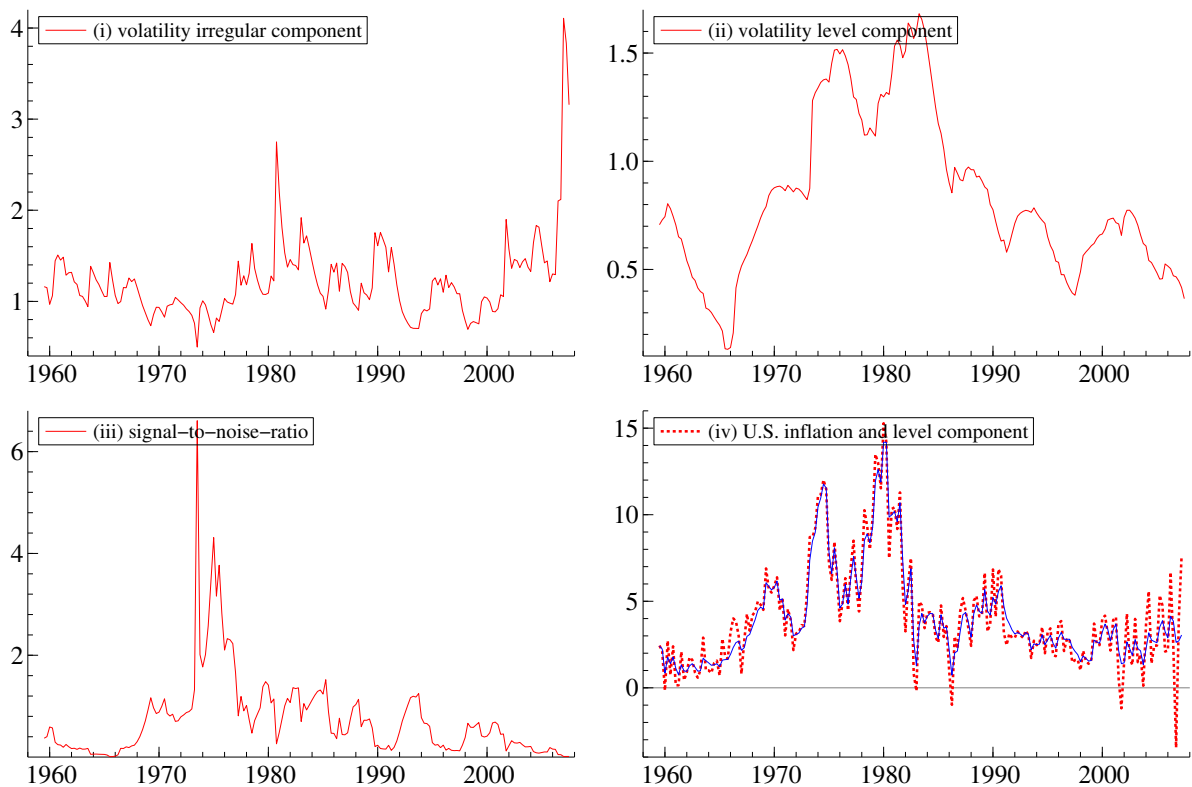 (i) volatility irregular component
4
3
2
1
1960 1970 1980 1990 2000
(ii) volatility level component
1.5
1.0
0.5
1960 1970 1980 1990 2000
(iii) signal−to−noise−ratio
6
4
2
1960 1970 1980 1990 2000
(iv) U.S. inflation and level component
15
10
5
0
1960 1970 1980 1990 2000